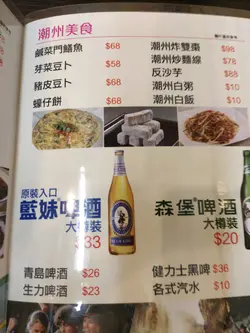 潮州美食
鹹菜門鱔魚 $68
芬菜豆卜 $58
豬皮豆卜 $68
蠔仔餅 $68
潮州炸雙棗 $98
潮州炒麵線 $78
反沙芋 $88
潮州白粥 $10
潮州白飯 $10
原裝入口
藍妹啤酒
大樽裝
$33
森堡啤酒
大樽裝
$20
青島啤酒 $26
生力啤酒 $23
健力士黑啤 $36
各式汽水 $10